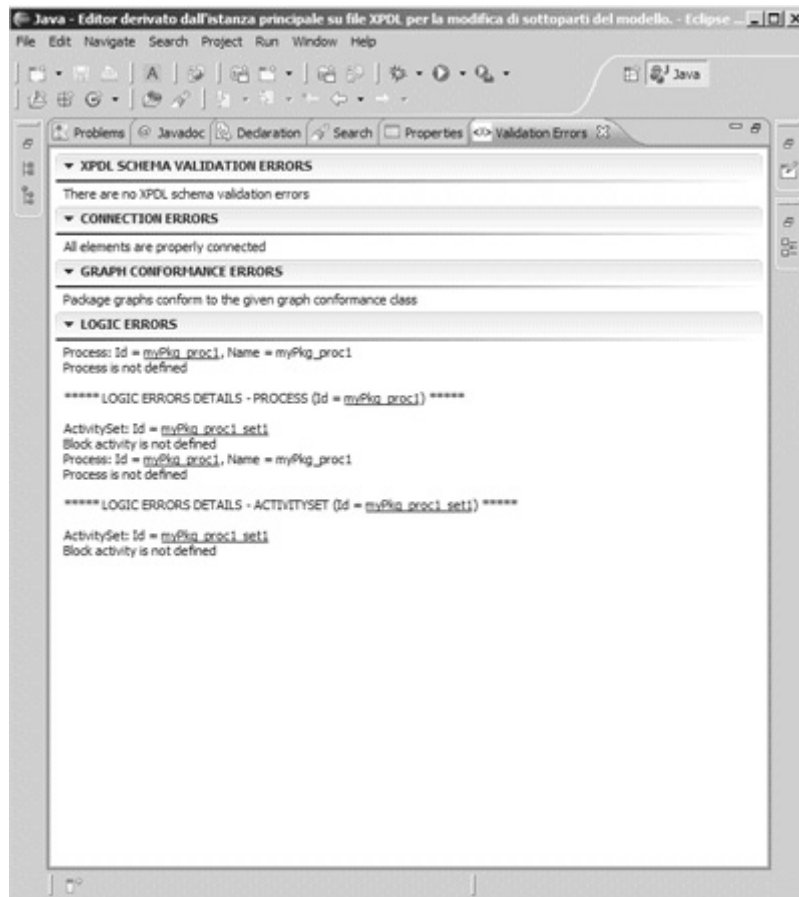 Java - Editor derivato dall'istanza principale su file XPDL per la modifica di sottoparti del modello. - Eclipse ...
File Edit Navigate Search Project Run Window Help
Java
Problems @ Javadoc Declaration Search Properties Validation Errors
XPDL SCHEMA VALIDATION ERRORS
There are no XPDL schema validation errors
CONNECTION ERRORS
All elements are properly connected
GRAPH CONFORMANCE ERRORS
Package graphs conform to the given graph conformance class
LOGIC ERRORS
Process: Id = myPkg_proc1, Name = myPkg_proc1
Process is not defined
***** LOGIC ERRORS DETAILS - PROCESS (Id = myPkg_proc1) *****
ActivitySet: Id = myPkg_proc1_set1
Block activity is not defined
Process: Id = myPkg_proc1, Name = myPkg_proc1
Process is not defined
***** LOGIC ERRORS DETAILS - ACTIVITYSET (Id = myPkg_proc1_set1) *****
ActivitySet: Id = myPkg_proc1_set1
Block activity is not defined